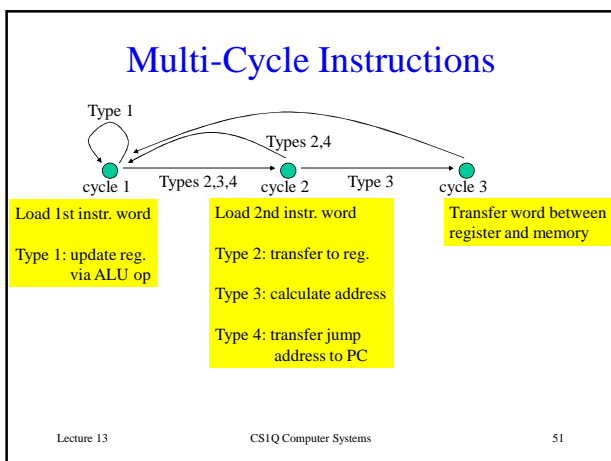 Multi-Cycle Instructions
Type 1
Types 2,4
cycle 1
Types 2,3,4
cycle 2
Type 3
cycle 3
Load 1st instr. word
Type 1: update reg.
via ALU op
Load 2nd instr. word
Type 2: transfer to reg.
Type 3: calculate address
Type 4: transfer jump
address to PC
Transfer word between
register and memory
Lecture 13
CS1Q Computer Systems
51